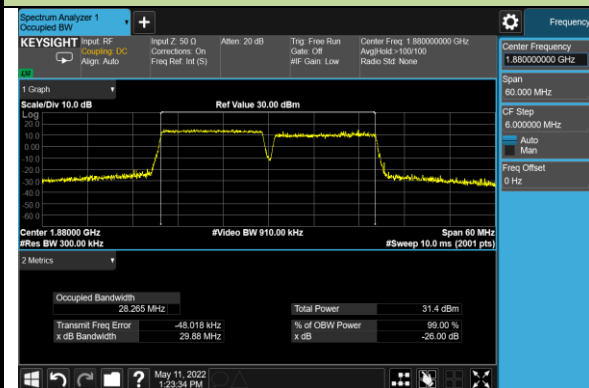 Spectrum Analyzer 1
Occupied BW
Frequency
KEYSIGHT
Input: RF
Coupling: DC
Align: Auto
Input Z: 50 Ω
Corrections: On
Freq Ref: Int (S)
Atten: 20 dB
Trig: Free Run
Gate: Off
#IF Gain: Low
Center Freq: 1.880000000 GHz
Avg|Hold:>100/100
Radio Std: None
Center Frequency
1.880000000 GHz
Span
60.000 MHz
CF Step
6.000000 MHz
Auto
Man
Freq Offset
0 Hz
1 Graph
Scale/Div 10.0 dB
Ref Value 30.00 dBm
Log
20.0
10.0
0.00
-10.0
-20.0
-30.0
-40.0
-50.0
-60.0
Center 1.88000 GHz
#Video BW 910.00 kHz
Span 60 MHz
#Res BW 300.00 kHz
#Sweep 10.0 ms (2001 pts)
2 Metrics
Occupied Bandwidth
28.265 MHz
Total Power 31.4 dBm
Transmit Freq Error -48.018 kHz
% of OBW Power 99.00 %
x dB Bandwidth 29.88 MHz
x dB -26.00 dB
?
May 11, 2022
1:23:34 PM